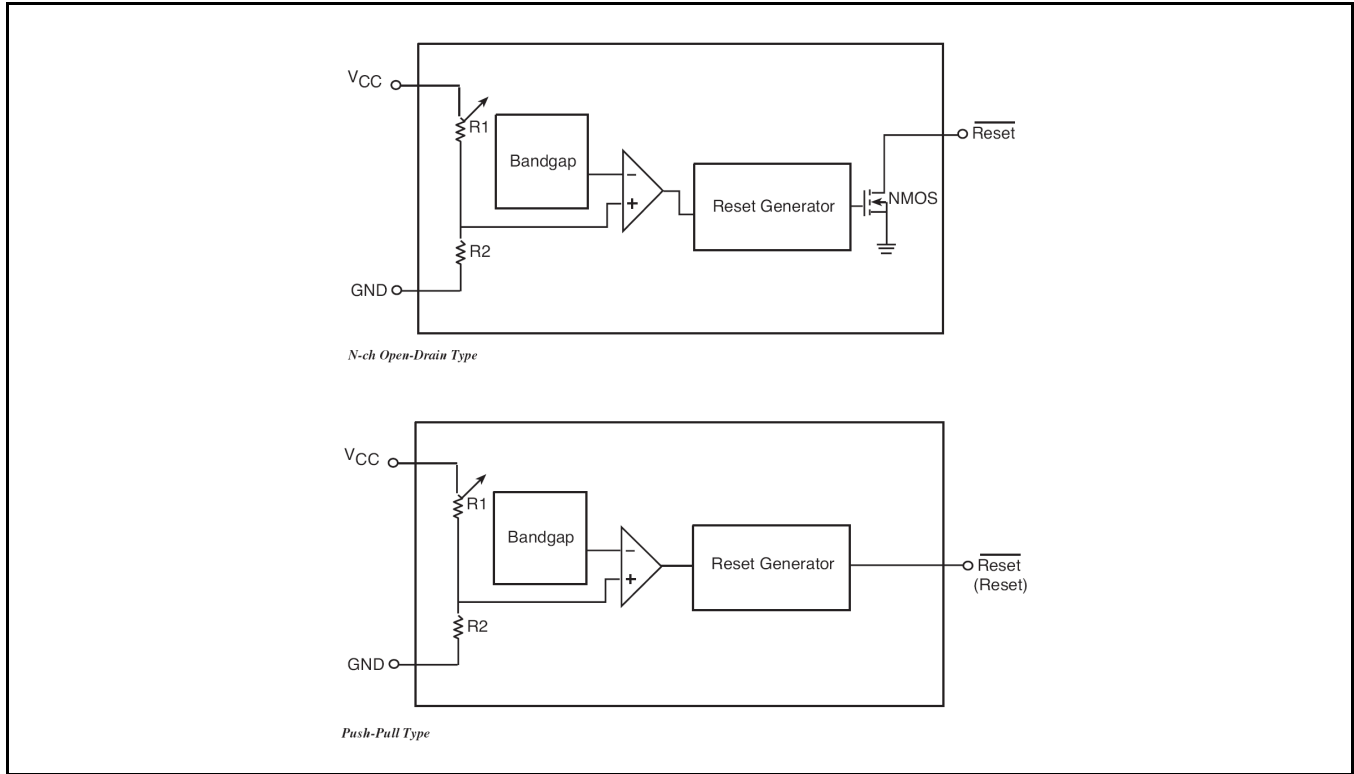 VCC
R1
Bandgap
−
+
Reset Generator
Reset
NMOS
R2
GND
N-ch Open-Drain Type
VCC
R1
Bandgap
−
+
Reset Generator
Reset
(Reset)
R2
GND
Push-Pull Type